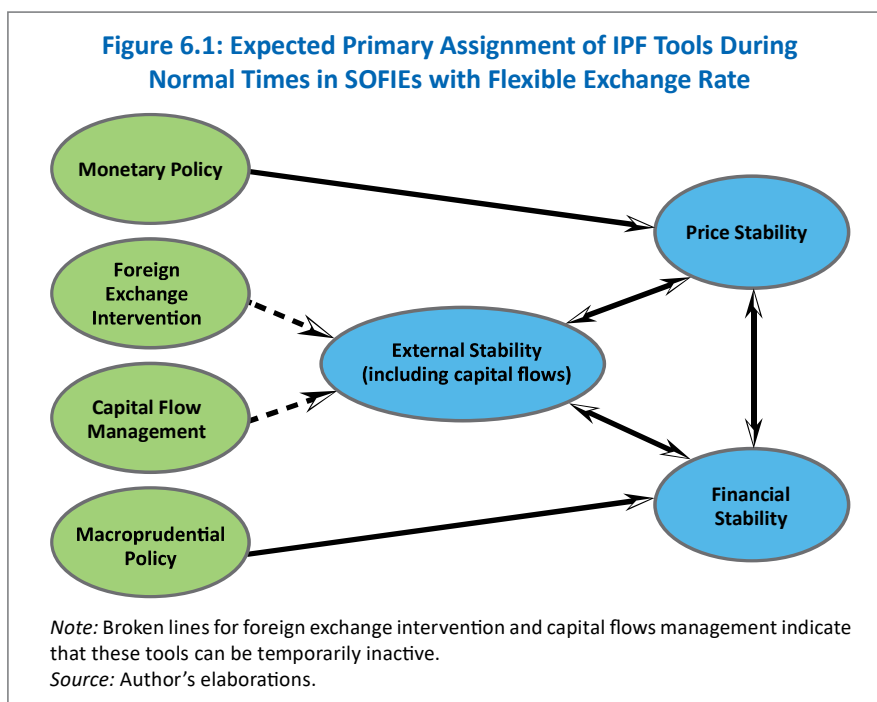 Figure 6.1: Expected Primary Assignment of IPF Tools During
Normal Times in SOFIEs with Flexible Exchange Rate
Monetary Policy
Price Stability
Foreign
Exchange
Intervention
External Stability
(including capital flows)
Capital Flow
Management
Financial
Stability
Macroprudential
Policy
Note: Broken lines for foreign exchange intervention and capital flows management indicate
that these tools can be temporarily inactive.
Source: Author’s elaborations.